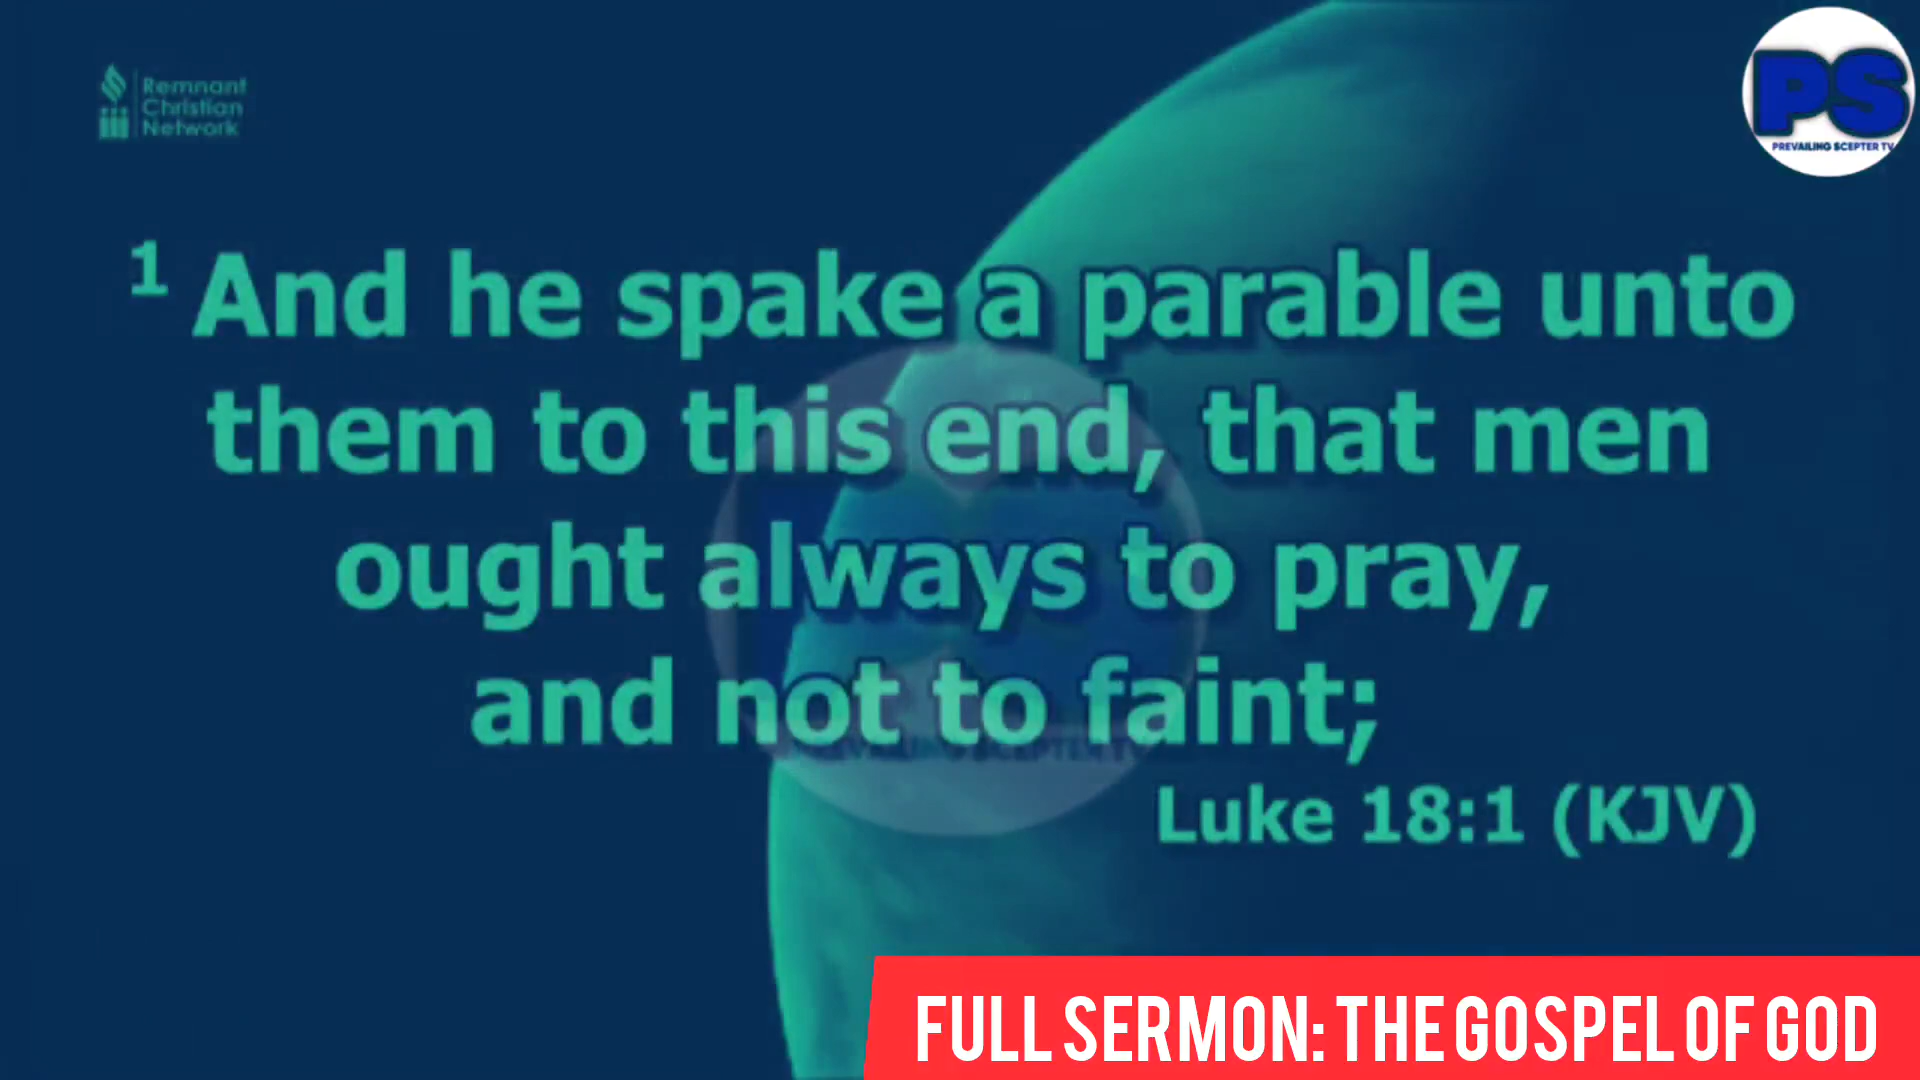 Remnant
Christian
Network
PS
PREVAILING SCEPTER TV
1 And he spake a parable unto
them to this end, that men
ought always to pray,
and not to faint;
Luke 18:1 (KJV)
FULL SERMON: THE GOSPEL OF GOD